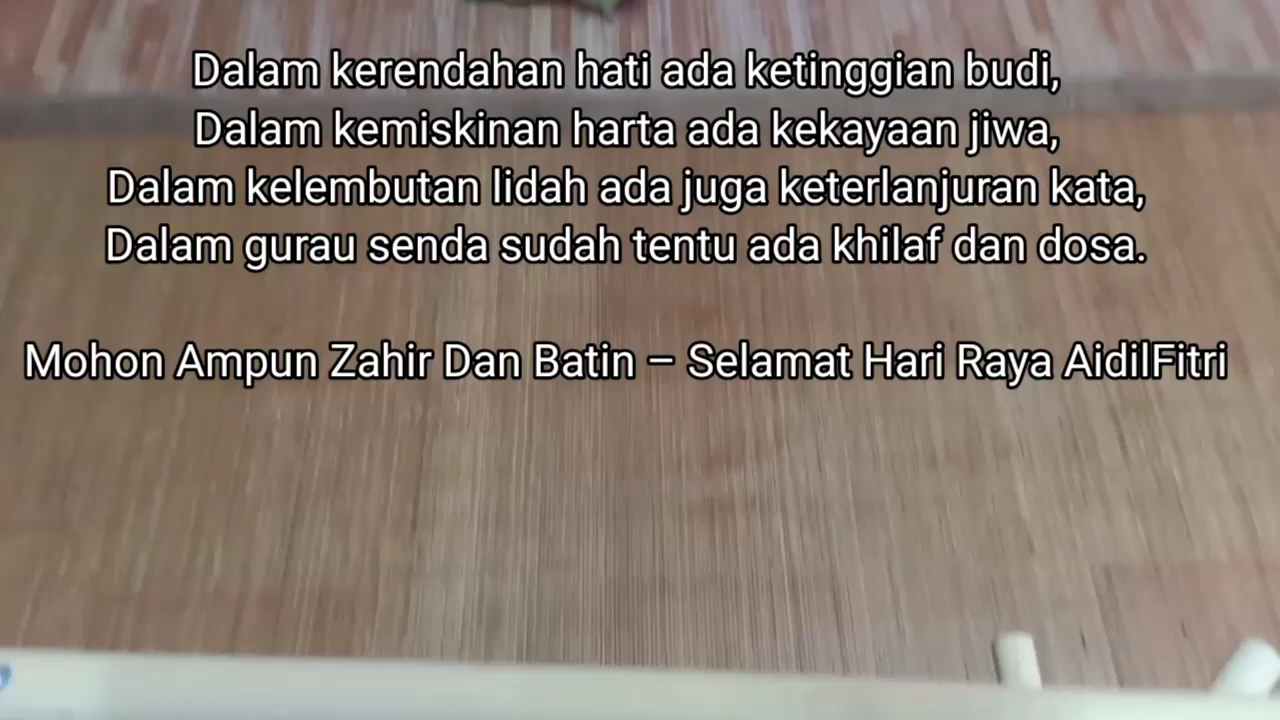 Dalam kerendahan hati ada ketinggian budi,
Dalam kemiskinan harta ada kekayaan jiwa,
Dalam kelembutan lidah ada juga keterlanjuran kata,
Dalam gurau senda sudah tentu ada khilaf dan dosa.
Mohon Ampun Zahir Dan Batin – Selamat Hari Raya AidilFitri